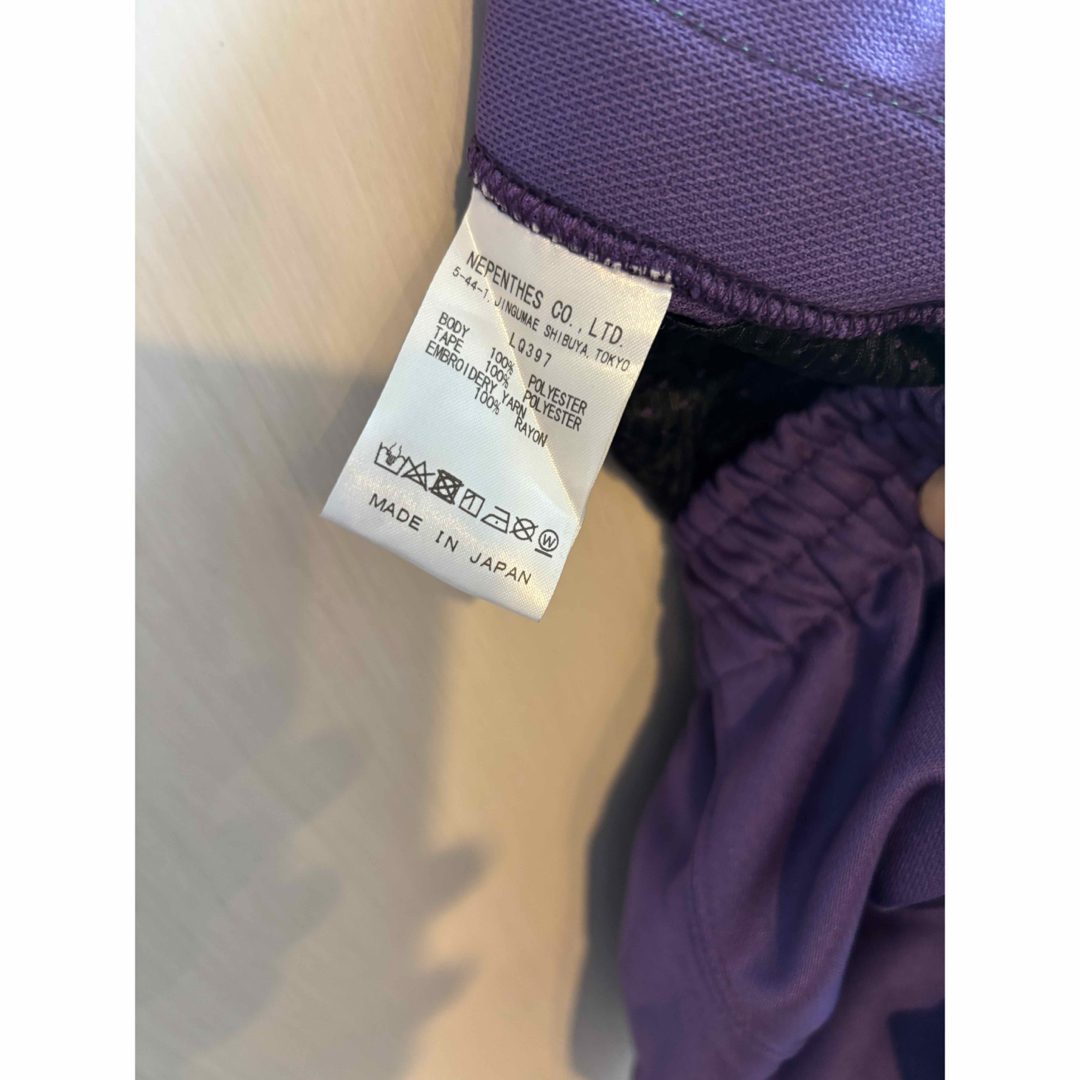 NEPENTHES CO., LTD.
5-44-1, JINGUMAE SHIBUYA, TOKYO
LQ397
BODY 100% POLYESTER
TAPE 100% POLYESTER
EMBROIDERY YARN
100% RAYON
W
MADE IN JAPAN